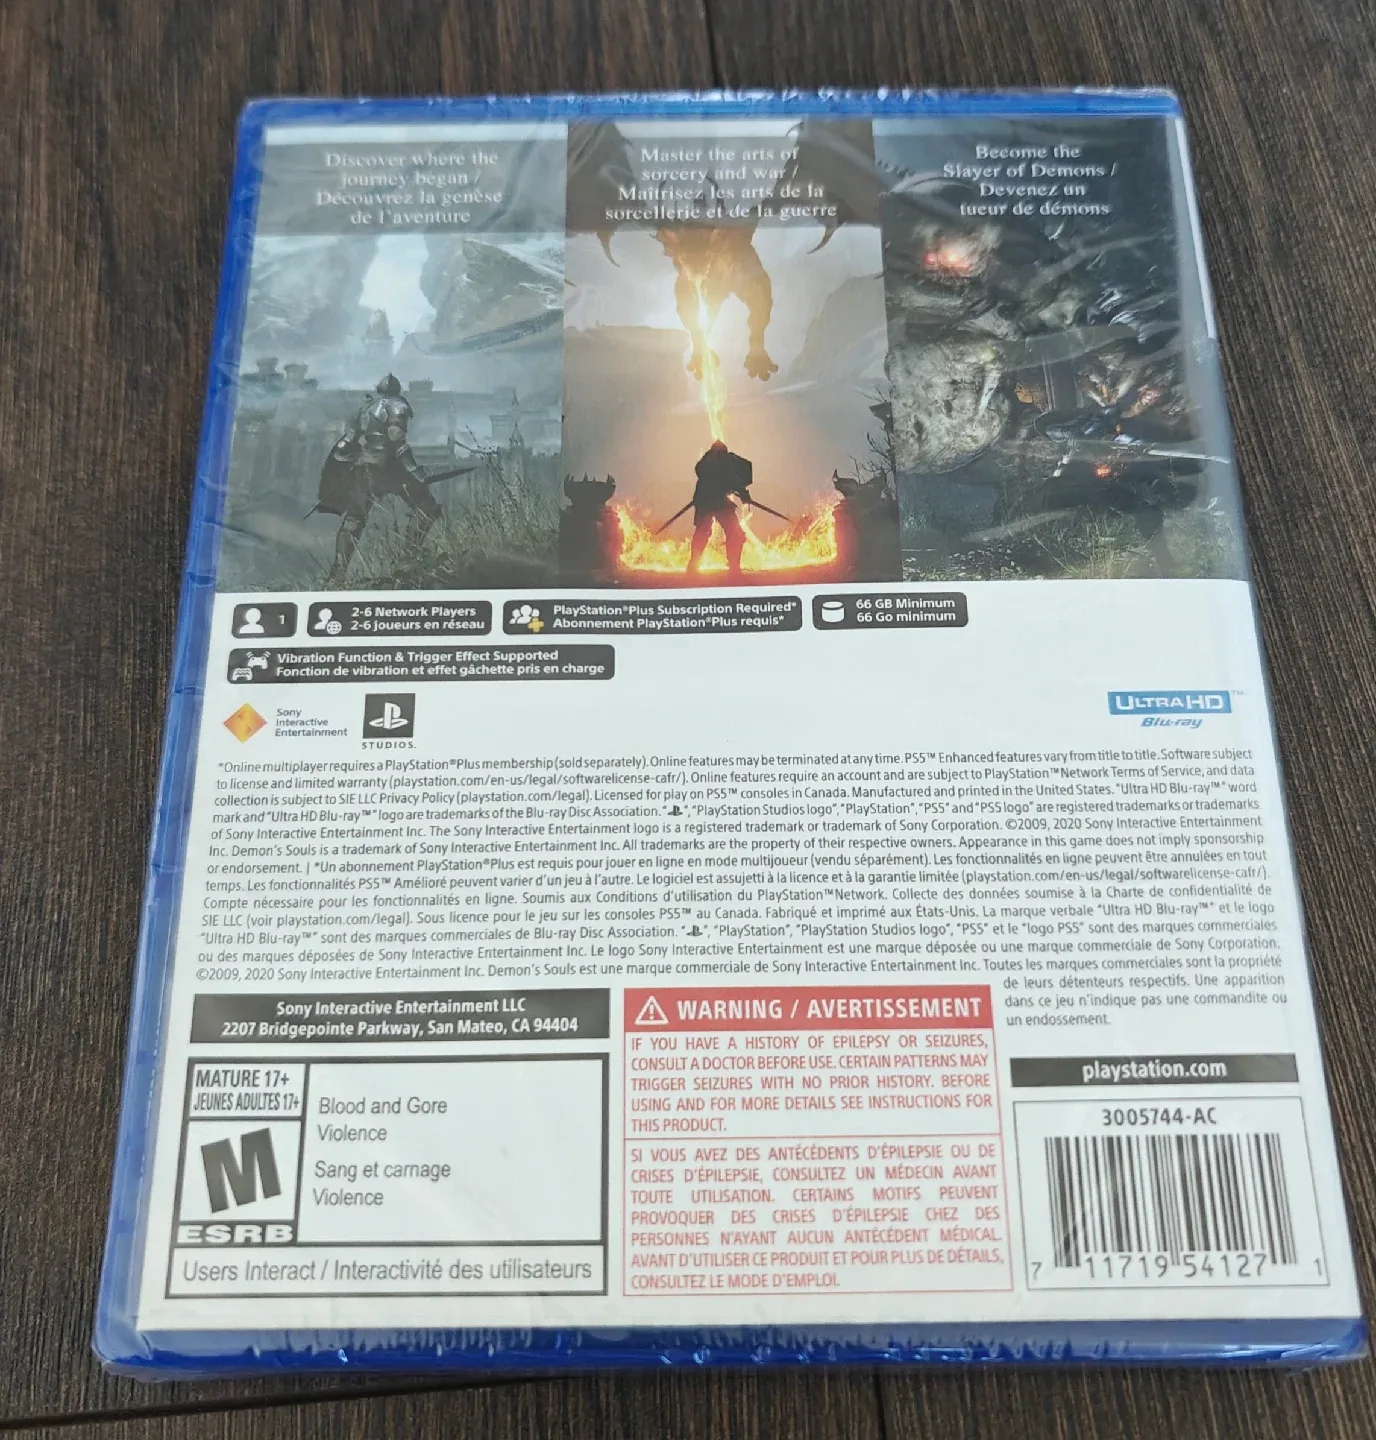 Discover where the
journey began /
Découvrez la genèse
de l'aventure
Master the arts of
sorcery and war /
Maîtrisez les arts de la
sorcellerie et de la guerre
Become the
Slayer of Demons /
Devenez un
tueur de démons
1
2-6 Network Players
2-6 joueurs en réseau
PlayStation®Plus Subscription Required*
Abonnement PlayStation®Plus requis*
66 GB Minimum
66 Go minimum
Vibration Function & Trigger Effect Supported
Fonction de vibration et effet gâchette pris en charge
Sony
Interactive
Entertainment
STUDIOS.
ULTRA HD™
Blu-ray
*Online multiplayer requires a PlayStation®Plus membership (sold separately). Online features may be terminated at any time. PS5™ Enhanced features vary from title to title. Software subject
to license and limited warranty (playstation.com/en-us/legal/softwarelicense-cafr/). Online features require an account and are subject to PlayStation™Network Terms of Service, and data
collection is subject to SIE LLC Privacy Policy (playstation.com/legal). Licensed for play on PS5™ consoles in Canada. Manufactured and printed in the United States. "Ultra HD Blu-ray™" word
mark and "Ultra HD Blu-ray™" logo are trademarks of the Blu-ray Disc Association. "", "PlayStation Studios logo", "PlayStation", "PS5" and "PS5 logo" are registered trademarks or trademarks
of Sony Interactive Entertainment Inc. The Sony Interactive Entertainment logo is a registered trademark or trademark of Sony Corporation. ©2009, 2020 Sony Interactive Entertainment
Inc. Demon's Souls is a trademark of Sony Interactive Entertainment Inc. All trademarks are the property of their respective owners. Appearance in this game does not imply sponsorship
or endorsement. | *Un abonnement PlayStation®Plus est requis pour jouer en ligne en mode multijoueur (vendu séparément). Les fonctionnalités en ligne peuvent être annulées en tout
temps. Les fonctionnalités PS5™ Amélioré peuvent varier d'un jeu à l'autre. Le logiciel est assujetti à la licence et à la garantie limitée (playstation.com/en-us/legal/softwarelicense-cafr/).
Compte nécessaire pour les fonctionnalités en ligne. Soumis aux Conditions d'utilisation du PlayStation™Network. Collecte des données soumise à la Charte de confidentialité de
SIE LLC (voir playstation.com/legal). Sous licence pour le jeu sur les consoles PS5™ au Canada. Fabriqué et imprimé aux États-Unis. La marque verbale "Ultra HD Blu-ray™" et le logo
"Ultra HD Blu-ray™" sont des marques commerciales de Blu-ray Disc Association. "", "PlayStation", "PlayStation Studios logo", "PS5" et le "logo PS5" sont des marques commerciales
ou des marques déposées de Sony Interactive Entertainment Inc. Le logo Sony Interactive Entertainment est une marque déposée ou une marque commerciale de Sony Corporation.
©2009, 2020 Sony Interactive Entertainment Inc. Demon's Souls est une marque commerciale de Sony Interactive Entertainment Inc. Toutes les marques commerciales sont la propriété
de leurs détenteurs respectifs. Une apparition
dans ce jeu n'indique pas une commandite ou
un endossement.
Sony Interactive Entertainment LLC
2207 Bridgepointe Parkway, San Mateo, CA 94404
MATURE 17+
JEUNES ADULTES 17+
M
ESRB
Blood and Gore
Violence
Sang et carnage
Violence
Users Interact / Interactivité des utilisateurs
WARNING / AVERTISSEMENT
IF YOU HAVE A HISTORY OF EPILEPSY OR SEIZURES,
CONSULT A DOCTOR BEFORE USE. CERTAIN PATTERNS MAY
TRIGGER SEIZURES WITH NO PRIOR HISTORY. BEFORE
USING AND FOR MORE DETAILS SEE INSTRUCTIONS FOR
THIS PRODUCT.
SI VOUS AVEZ DES ANTÉCÉDENTS D'ÉPILEPSIE OU DE
CRISES D'ÉPILEPSIE, CONSULTEZ UN MÉDECIN AVANT
TOUTE UTILISATION. CERTAINS MOTIFS PEUVENT
PROVOQUER DES CRISES D'ÉPILEPSIE CHEZ DES
PERSONNES N'AYANT AUCUN ANTÉCÉDENT MÉDICAL.
AVANT D'UTILISER CE PRODUIT ET POUR PLUS DE DÉTAILS,
CONSULTEZ LE MODE D'EMPLOI.
playstation.com
3005744-AC
7 11719 54127 1